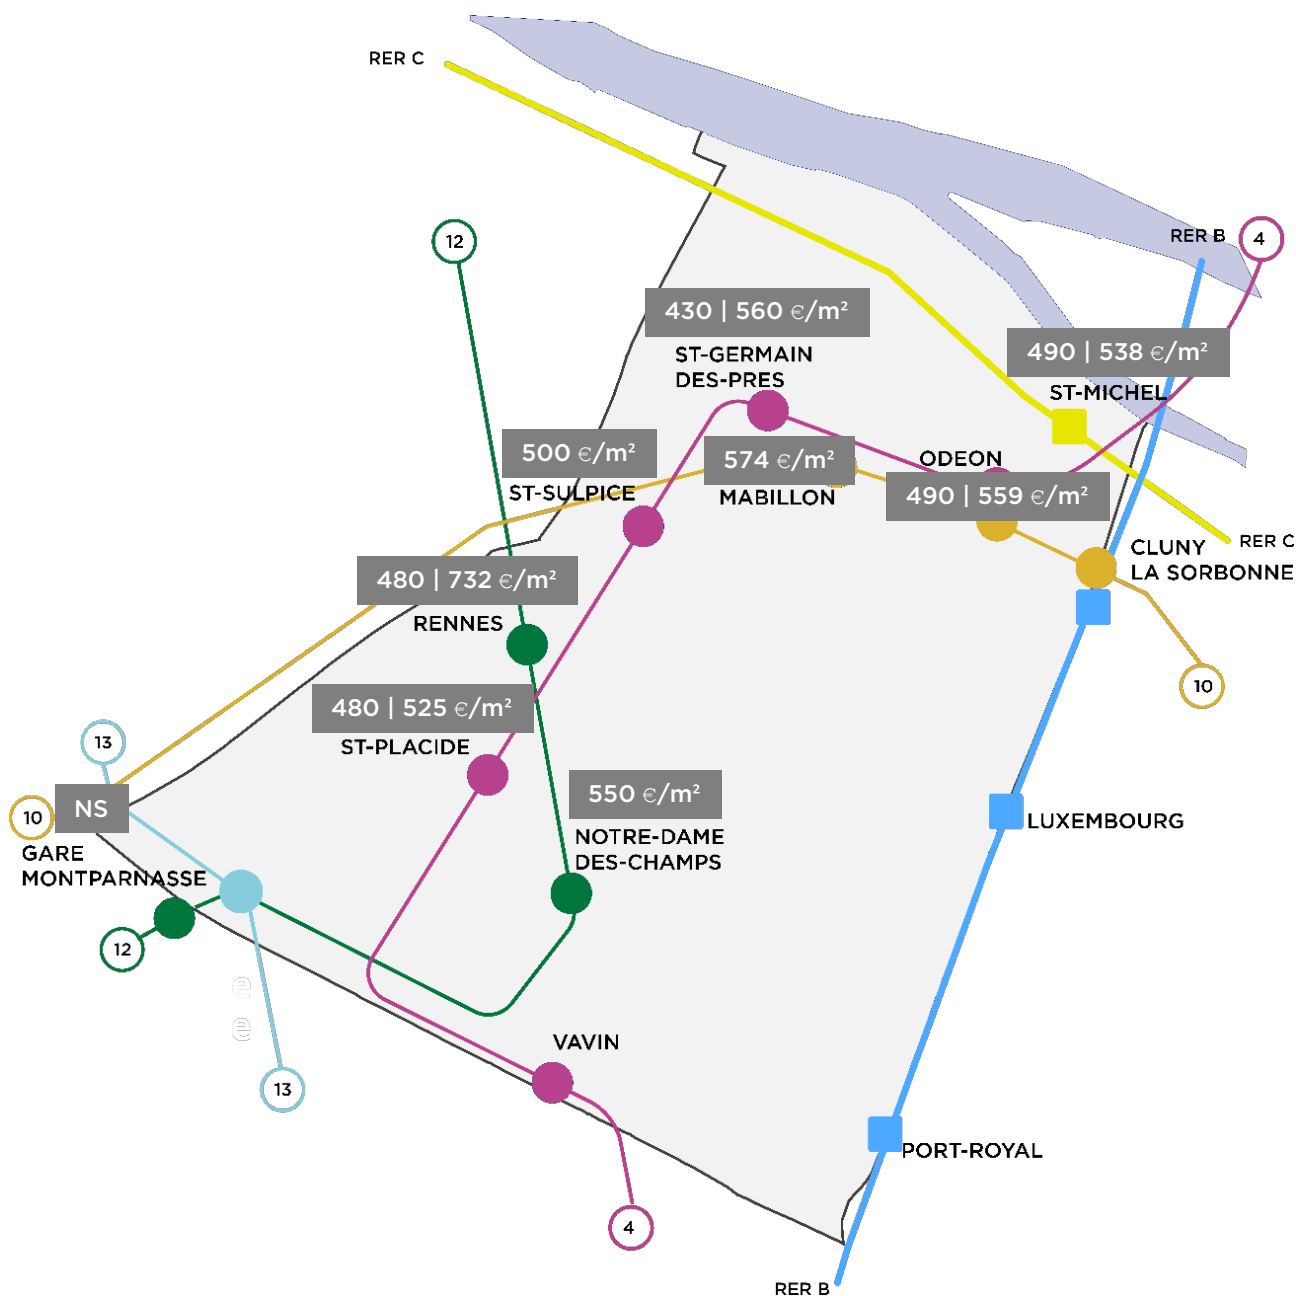 RER C
12
RER B
4
430 | 560 €/m²
ST-GERMAIN
DES-PRES
490 | 538 €/m²
ST-MICHEL
500 €/m²
ST-SULPICE
574 €/m²
MABILLON
ODEON
490 | 559 €/m²
RER C
CLUNY
LA SORBONNE
480 | 732 €/m²
RENNES
10
480 | 525 €/m²
ST-PLACIDE
13
550 €/m²
NOTRE-DAME
DES-CHAMPS
10
NS
GARE
MONTPARNASSE
LUXEMBOURG
12
e
e
VAVIN
13
PORT-ROYAL
4
RER B